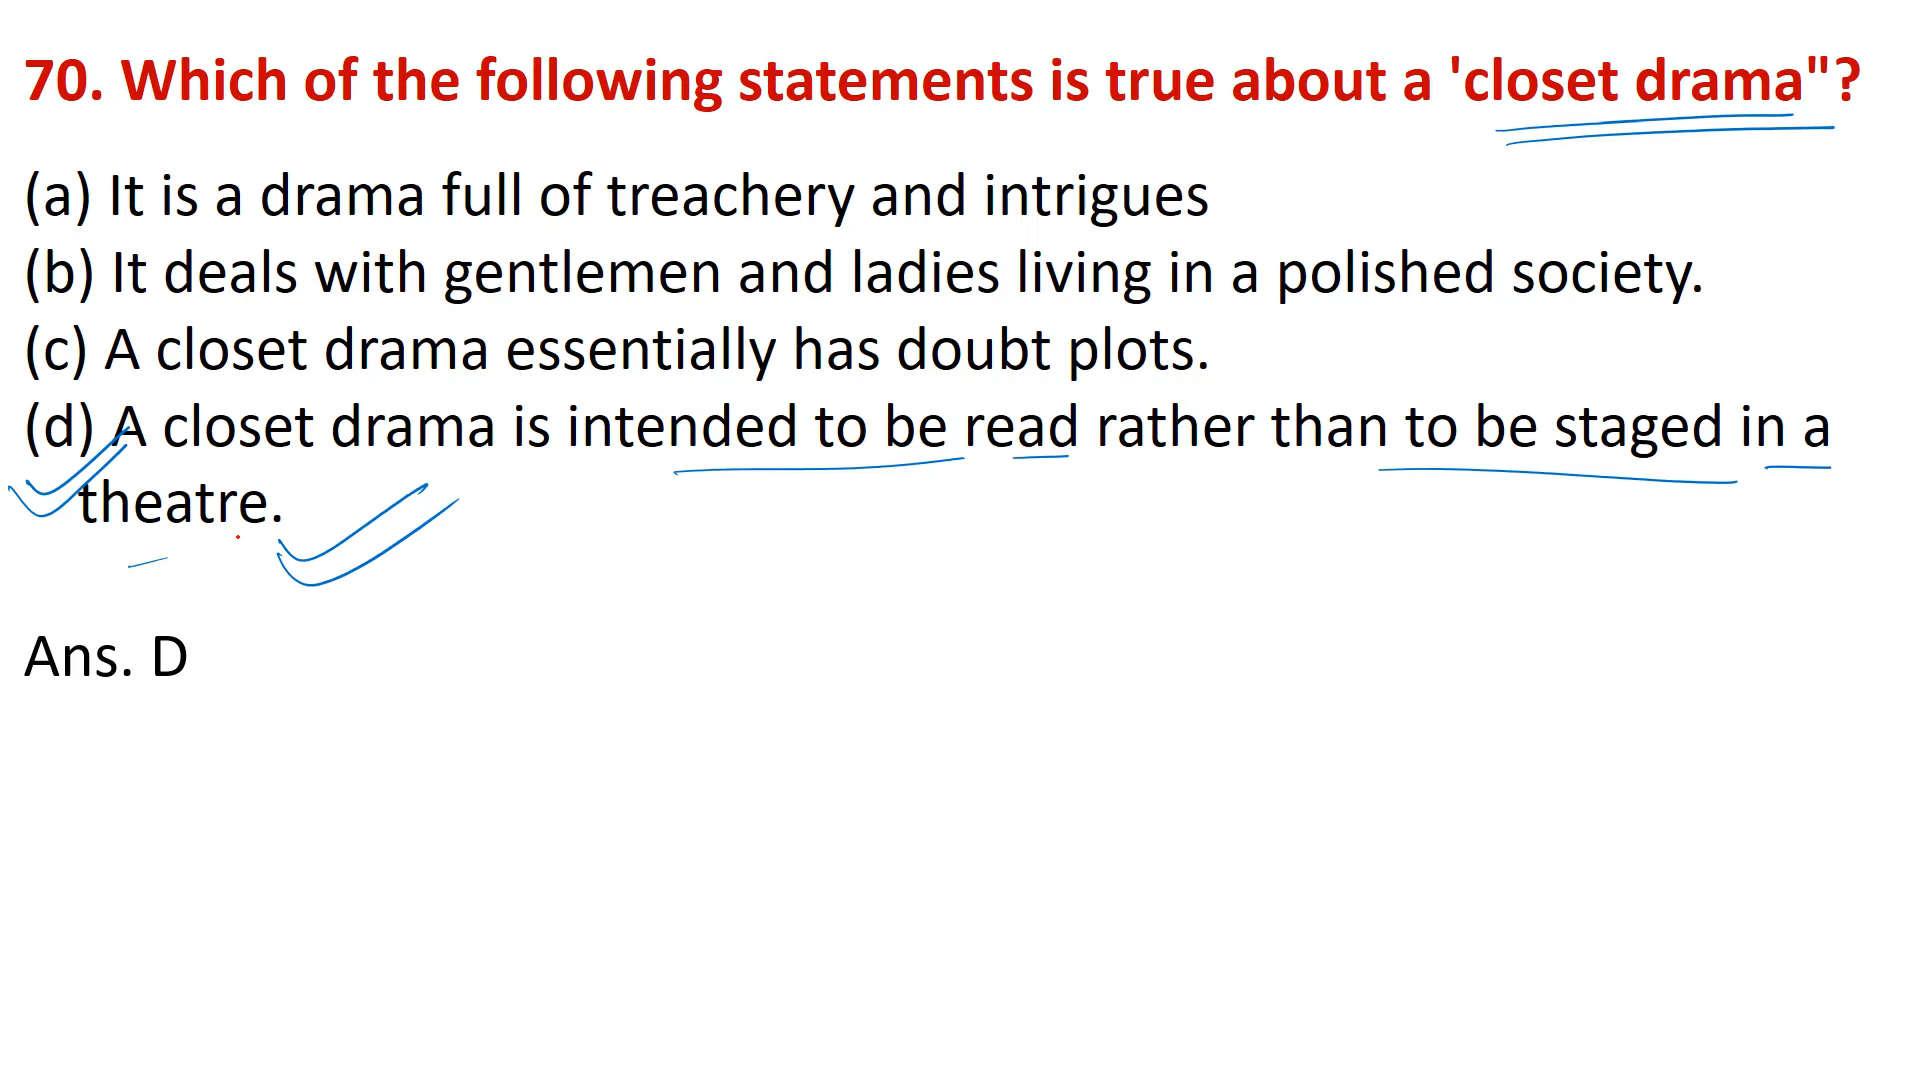 70. Which of the following statements is true about a 'closet drama"?
(a) It is a drama full of treachery and intrigues
(b) It deals with gentlemen and ladies living in a polished society.
(c) A closet drama essentially has doubt plots.
(d) A closet drama is intended to be read rather than to be staged in a
theatre.
Ans. D